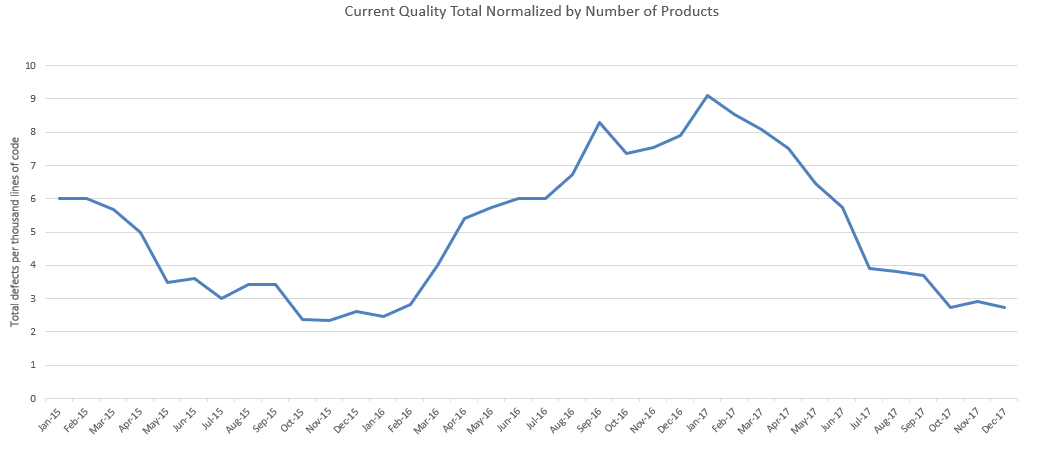 Current Quality Total Normalized by Number of Products
Total defects per thousand lines of code
10
9
8
7
6
5
4
3
2
1
0
Jan-15
Feb-15
Mar-15
Apr-15
May-15
Jun-15
Jul-15
Aug-15
Sep-15
Oct-15
Nov-15
Dec-15
Jan-16
Feb-16
Mar-16
Apr-16
May-16
Jun-16
Jul-16
Aug-16
Sep-16
Oct-16
Nov-16
Dec-16
Jan-17
Feb-17
Mar-17
Apr-17
May-17
Jun-17
Jul-17
Aug-17
Sep-17
Oct-17
Nov-17
Dec-17